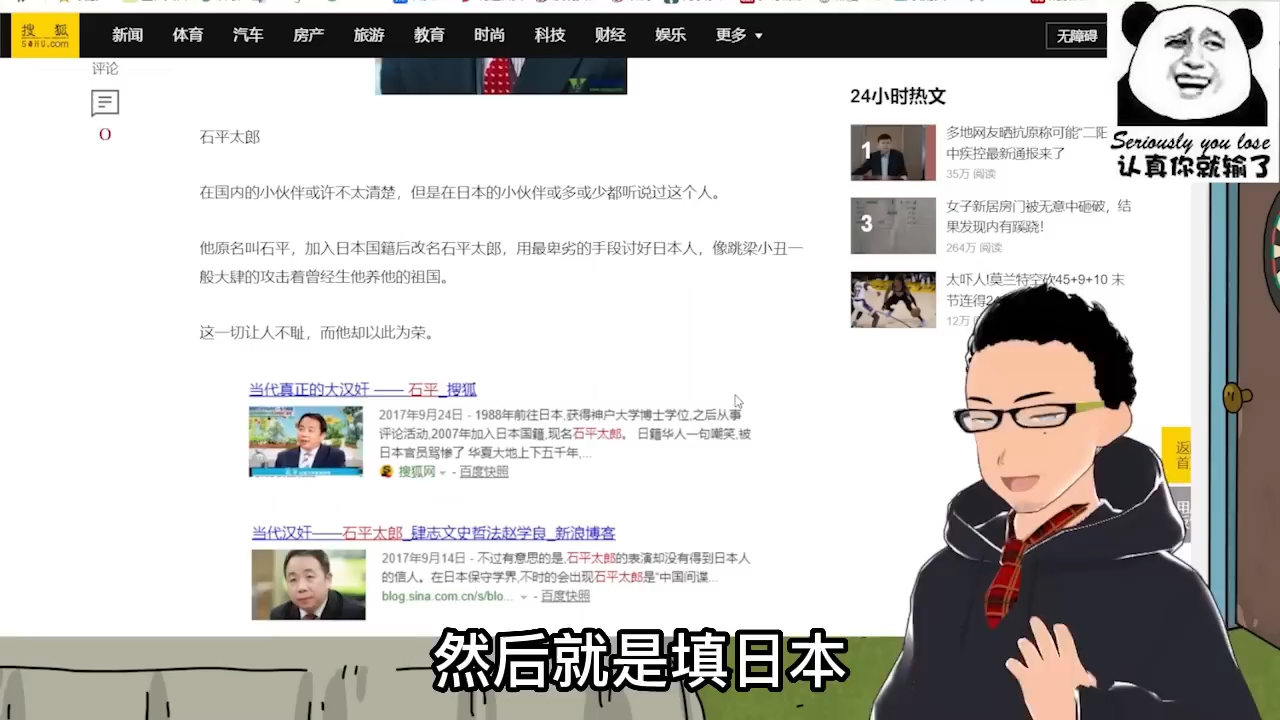 搜狐
SOHU.com
新闻
体育
汽车
房产
旅游
教育
时尚
科技
财经
娱乐
更多
无障碍
评论
0
石平太郎
在国内的小伙伴或许不太清楚，但是在日本的小伙伴或多或少都听说过这个人。
他原名叫石平，加入日本国籍后改名石平太郎，用最卑劣的手段讨好日本人，像跳梁小丑一
般大肆的攻击着曾经生他养他的祖国。
这一切让人不耻，而他却以此为荣。
当代真正的大汉奸 —— 石平_搜狐
2017年9月24日 - 1988年前往日本,获得神户大学博士学位,之后从事
评论活动,2007年加入日本国籍,现名石平太郎。 日籍华人一句嘲笑,被
日本官员骂惨了 华夏大地上下五千年,...
搜狐网 - 百度快照
当代汉奸——石平太郎_肆志文史哲法赵学良_新浪博客
2017年9月14日 - 不过有意思的是,石平太郎的表演却没有得到日本人
的信人。在日本保守学界,不时的会出现石平太郎是"中国间谍...
blog.sina.com.cn/s/blo... - 百度快照
24小时热文
1
多地网友晒抗原称可能"二阳
中疾控最新通报来了
35万 阅读
3
女子新居房门被无意中砸破，结
果发现内有蹊跷！
264万 阅读
太吓人!莫兰特空砍45+9+10 末
节连得2
12万
返
首
Seriously you lose
认真你就输了
然后就是填日本